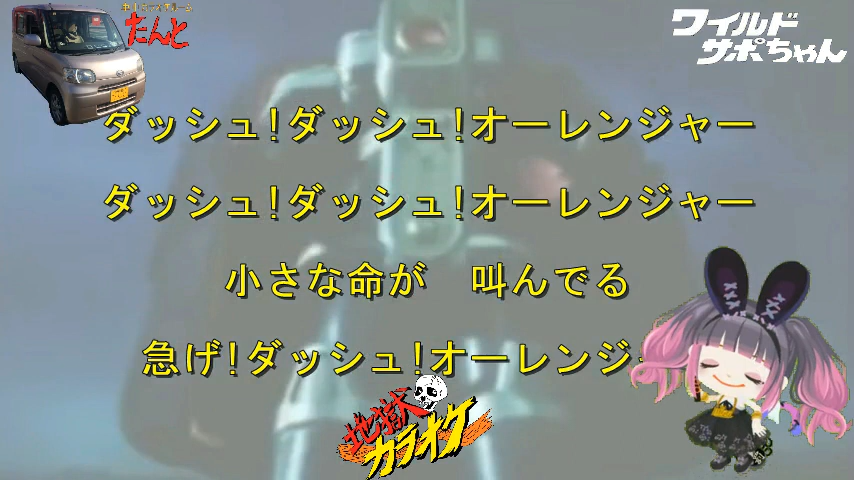 たんと
ワイルド
サポちゃん
ダッシュ!ダッシュ!オーレンジャー
ダッシュ!ダッシュ!オーレンジャー
小さな命が　叫んでる
急げ!ダッシュ!オーレンジ
地獄
カラオケ